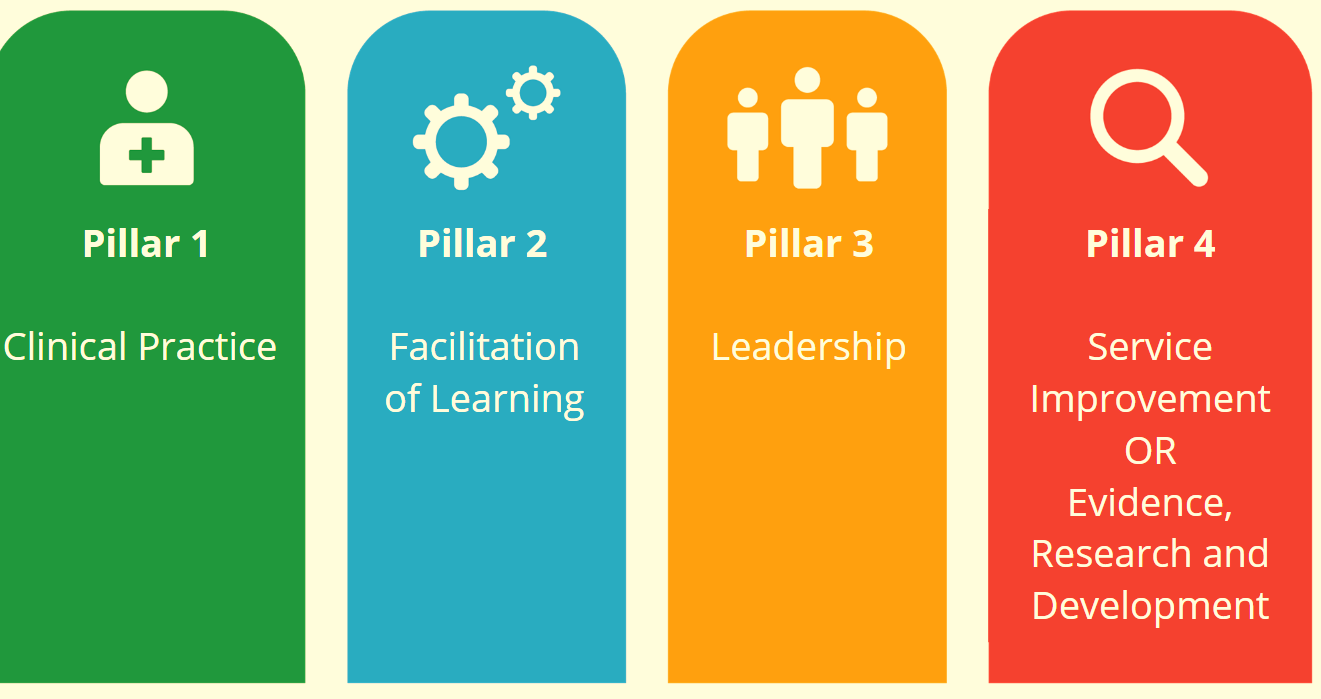 Pillar 1
Clinical Practice
Pillar 2
Facilitation
of Learning
Pillar 3
Leadership
Pillar 4
Service
Improvement
OR
Evidence,
Research and
Development